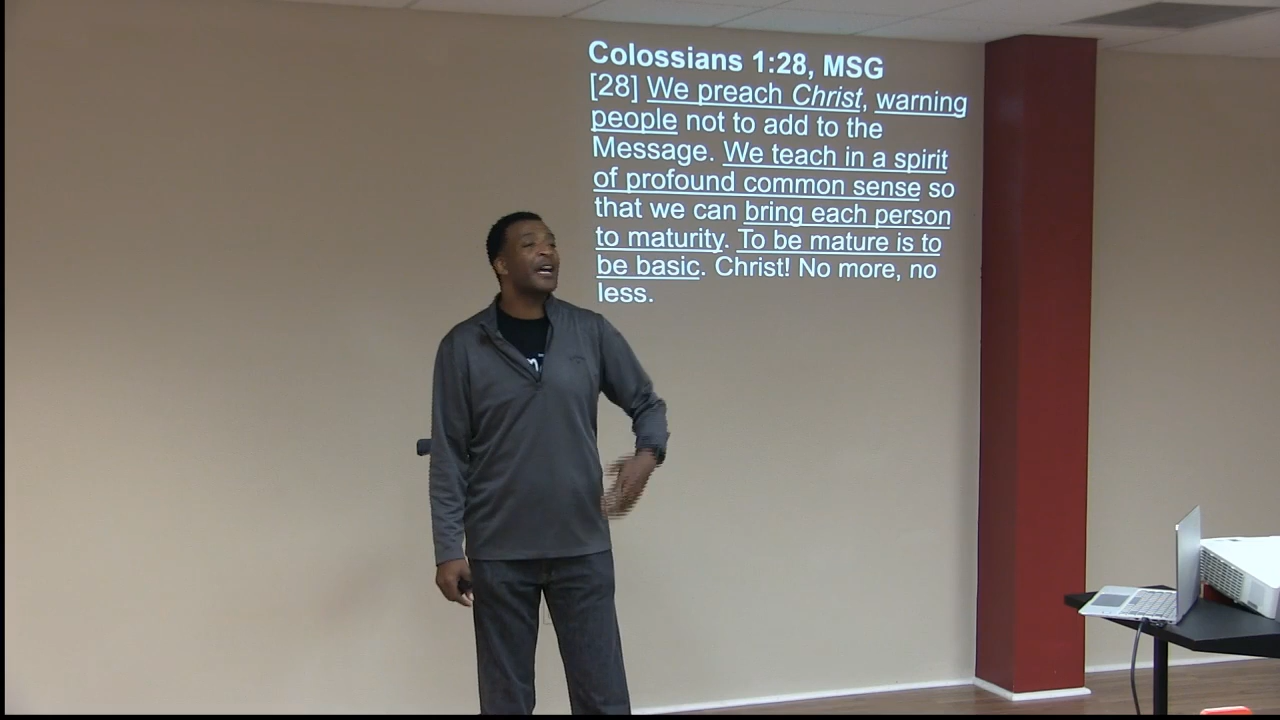 Colossians 1:28, MSG
[28] We preach Christ, warning
people not to add to the
Message. We teach in a spirit
of profound common sense so
that we can bring each person
to maturity. To be mature is to
be basic. Christ! No more, no
less.